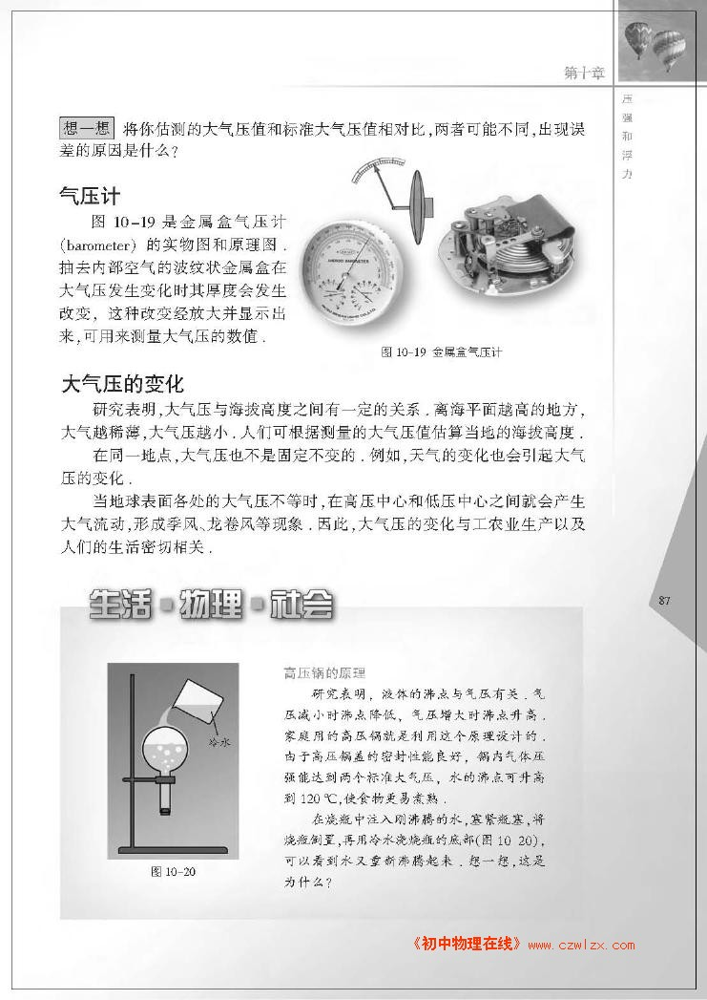 第十章
压强和浮力
想一想 将你估测的大气压值和标准大气压值相对比,两者可能不同,出现误
差的原因是什么?
气压计
图 10-19 是金属盒气压计
(barometer) 的实物图和原理图.
抽去内部空气的波纹状金属盒在
大气压发生变化时其厚度会发生
改变, 这种改变经放大并显示出
来,可用来测量大气压的数值.
ANEROID BAROMETER
图 10-19 金属盒气压计
大气压的变化
研究表明,大气压与海拔高度之间有一定的关系.离海平面越高的地方,
大气越稀薄,大气压越小.人们可根据测量的大气压值估算当地的海拔高度.
在同一地点,大气压也不是固定不变的.例如,天气的变化也会引起大气
压的变化.
当地球表面各处的大气压不等时,在高压中心和低压中心之间就会产生
大气流动,形成季风、龙卷风等现象.因此,大气压的变化与工农业生产以及
人们的生活密切相关.
87
生活·物理·社会
冷水
图 10-20
高压锅的原理
研究表明, 液体的沸点与气压有关.气
压减小时沸点降低, 气压增大时沸点升高.
家庭用的高压锅就是利用这个原理设计的.
由于高压锅盖的密封性能良好, 锅内气体压
强能达到两个标准大气压, 水的沸点可升高
到 120 ℃,使食物更易煮熟.
在烧瓶中注入刚沸腾的水,塞紧瓶塞,将
烧瓶倒置,再用冷水浇烧瓶的底部(图 10 20),
可以看到水又重新沸腾起来.想一想,这是
为什么?
《初中物理在线》www.czwlzx.com